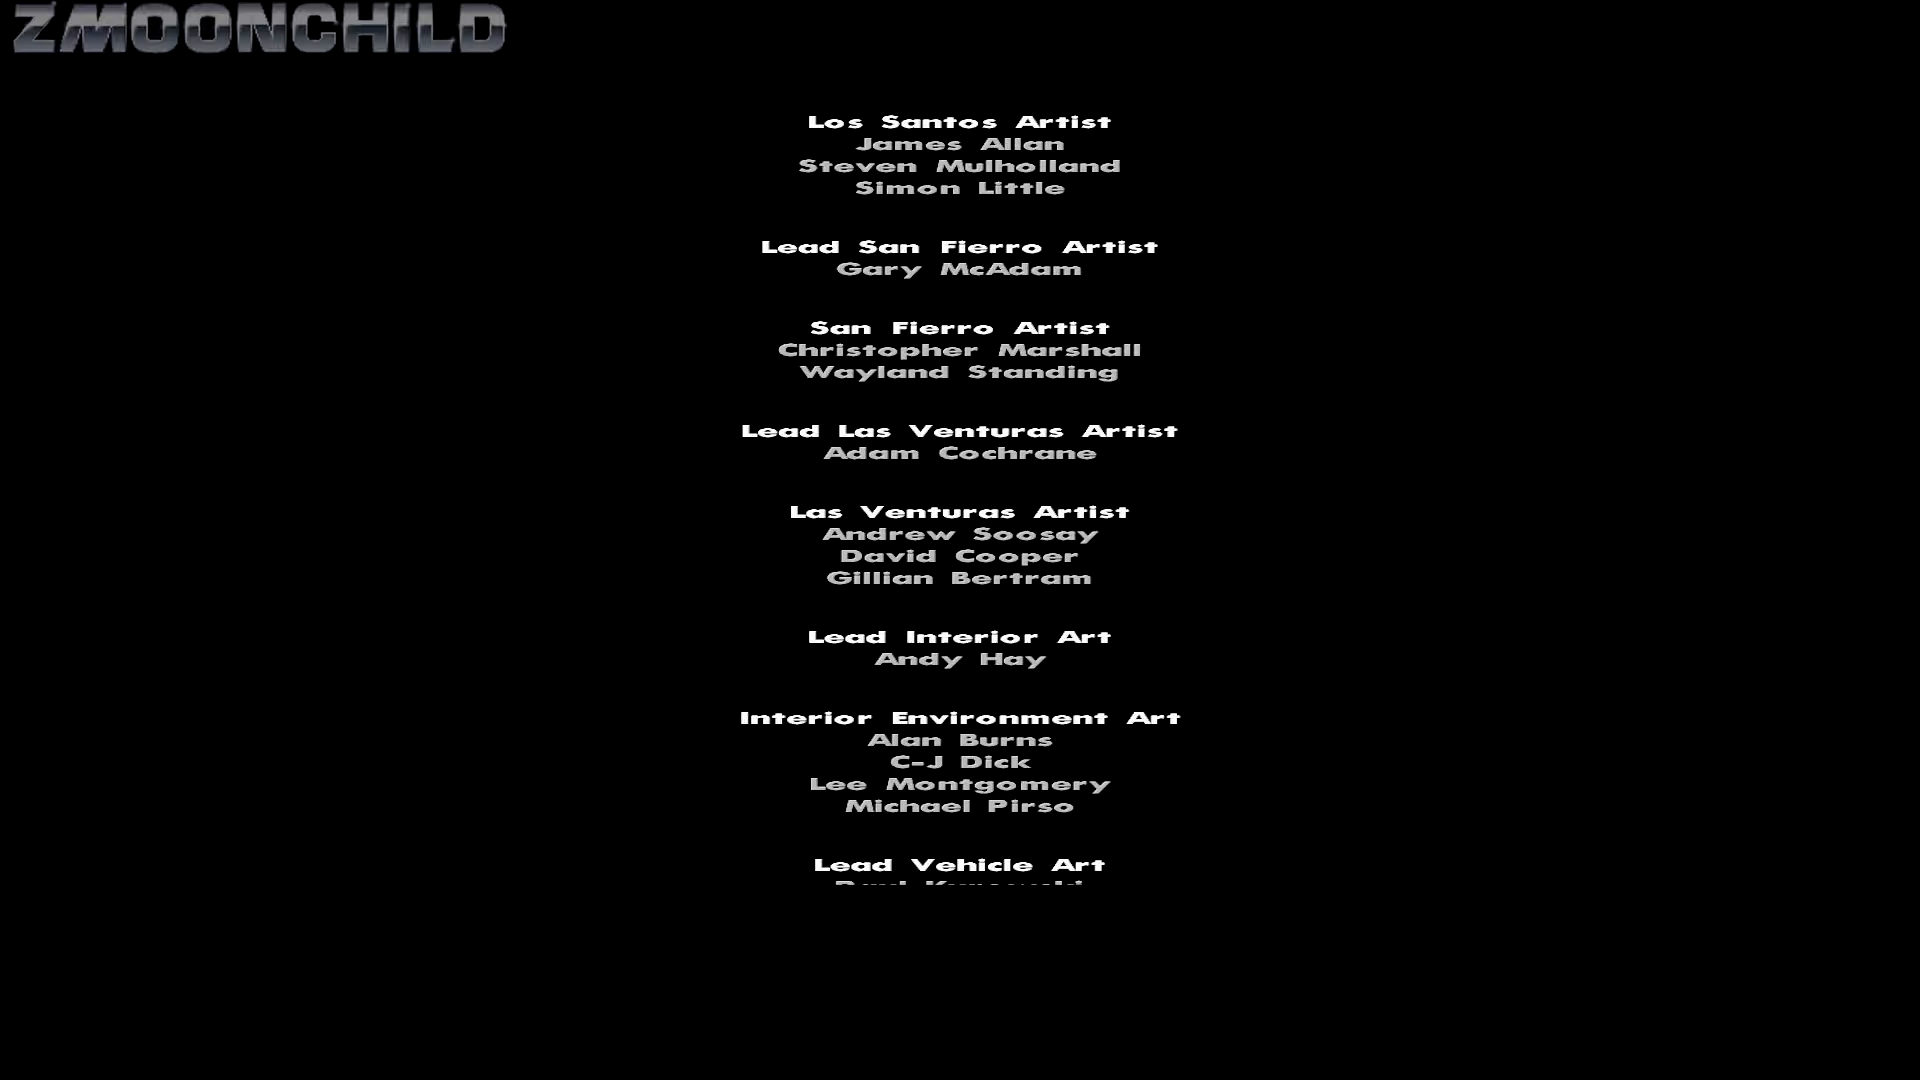 ZMOONCHILD
Los Santos Artist
James Allan
Steven Mulholland
Simon Little
Lead San Fierro Artist
Gary McAdam
San Fierro Artist
Christopher Marshall
Wayland Standing
Lead Las Venturas Artist
Adam Cochrane
Las Venturas Artist
Andrew Soosay
David Cooper
Gillian Bertram
Lead Interior Art
Andy Hay
Interior Environment Art
Alan Burns
C-J Dick
Lee Montgomery
Michael Pirso
Lead Vehicle Art